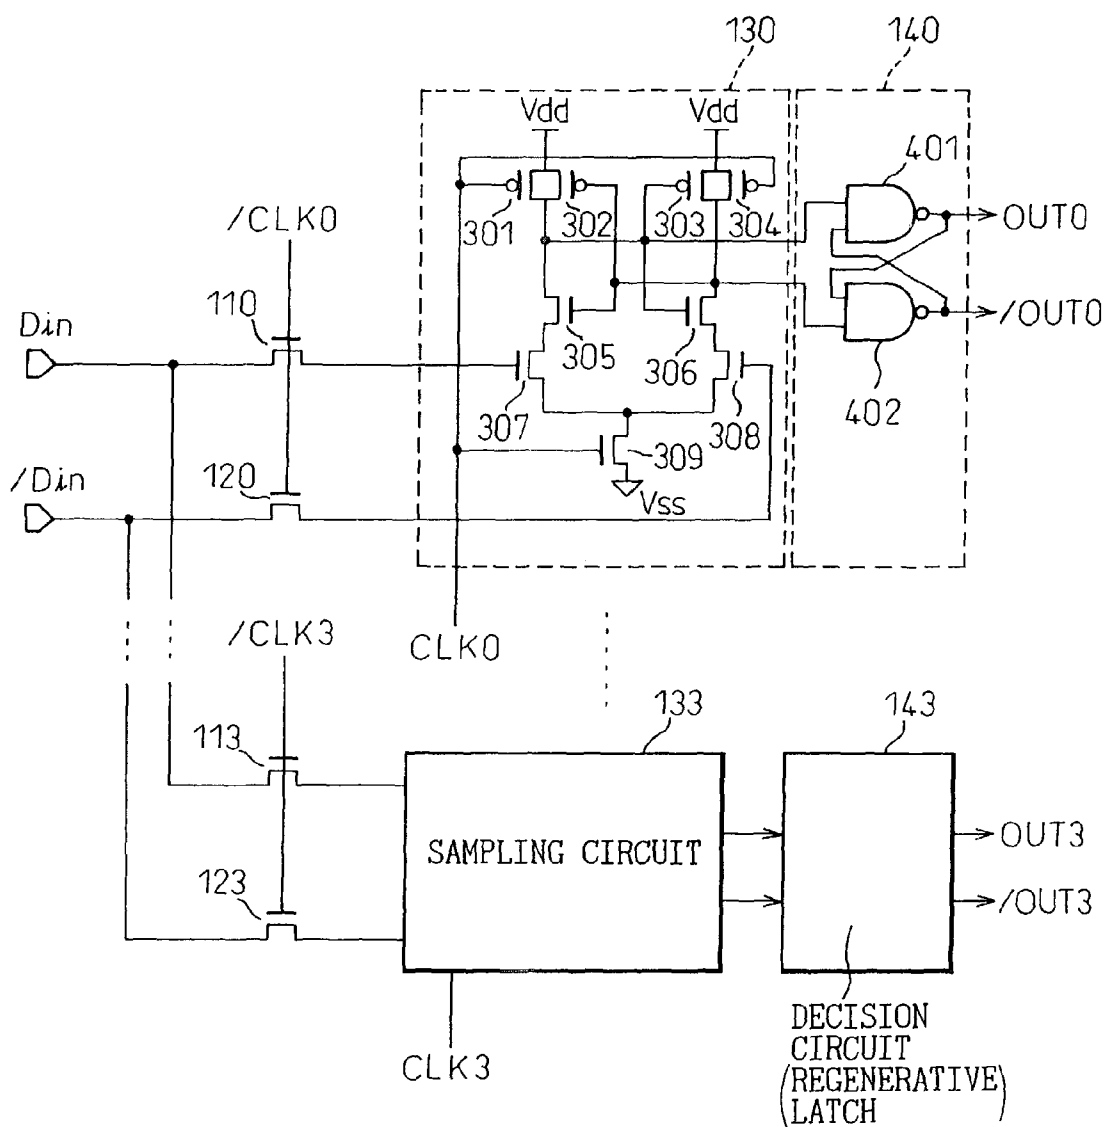 130
140
Vdd
Vdd
401
301
302
303
304
OUT0
/CLK0
110
Din
305
306
/OUT0
307
308
402
309
120
/Din
Vss
/CLK3
CLK0
133
143
113
OUT3
SAMPLING CIRCUIT
123
/OUT3
DECISION
CIRCUIT
(REGENERATIVE)
LATCH
CLK3